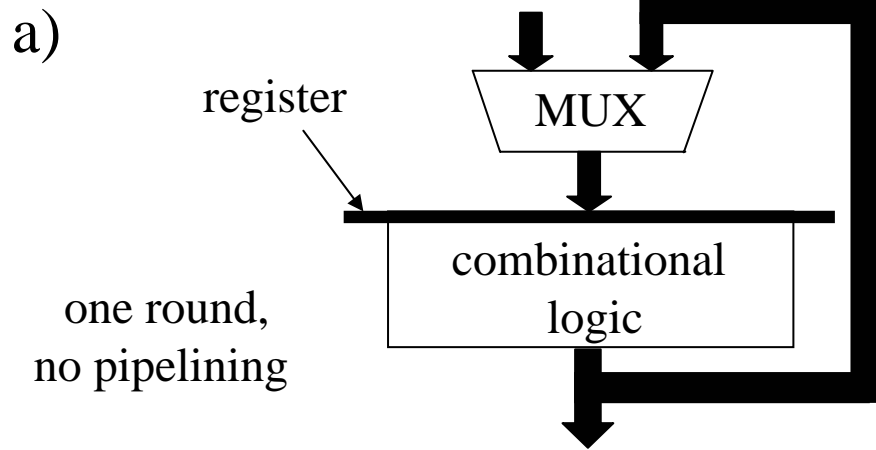 a)
register
MUX
combinational
logic
one round,
no pipelining